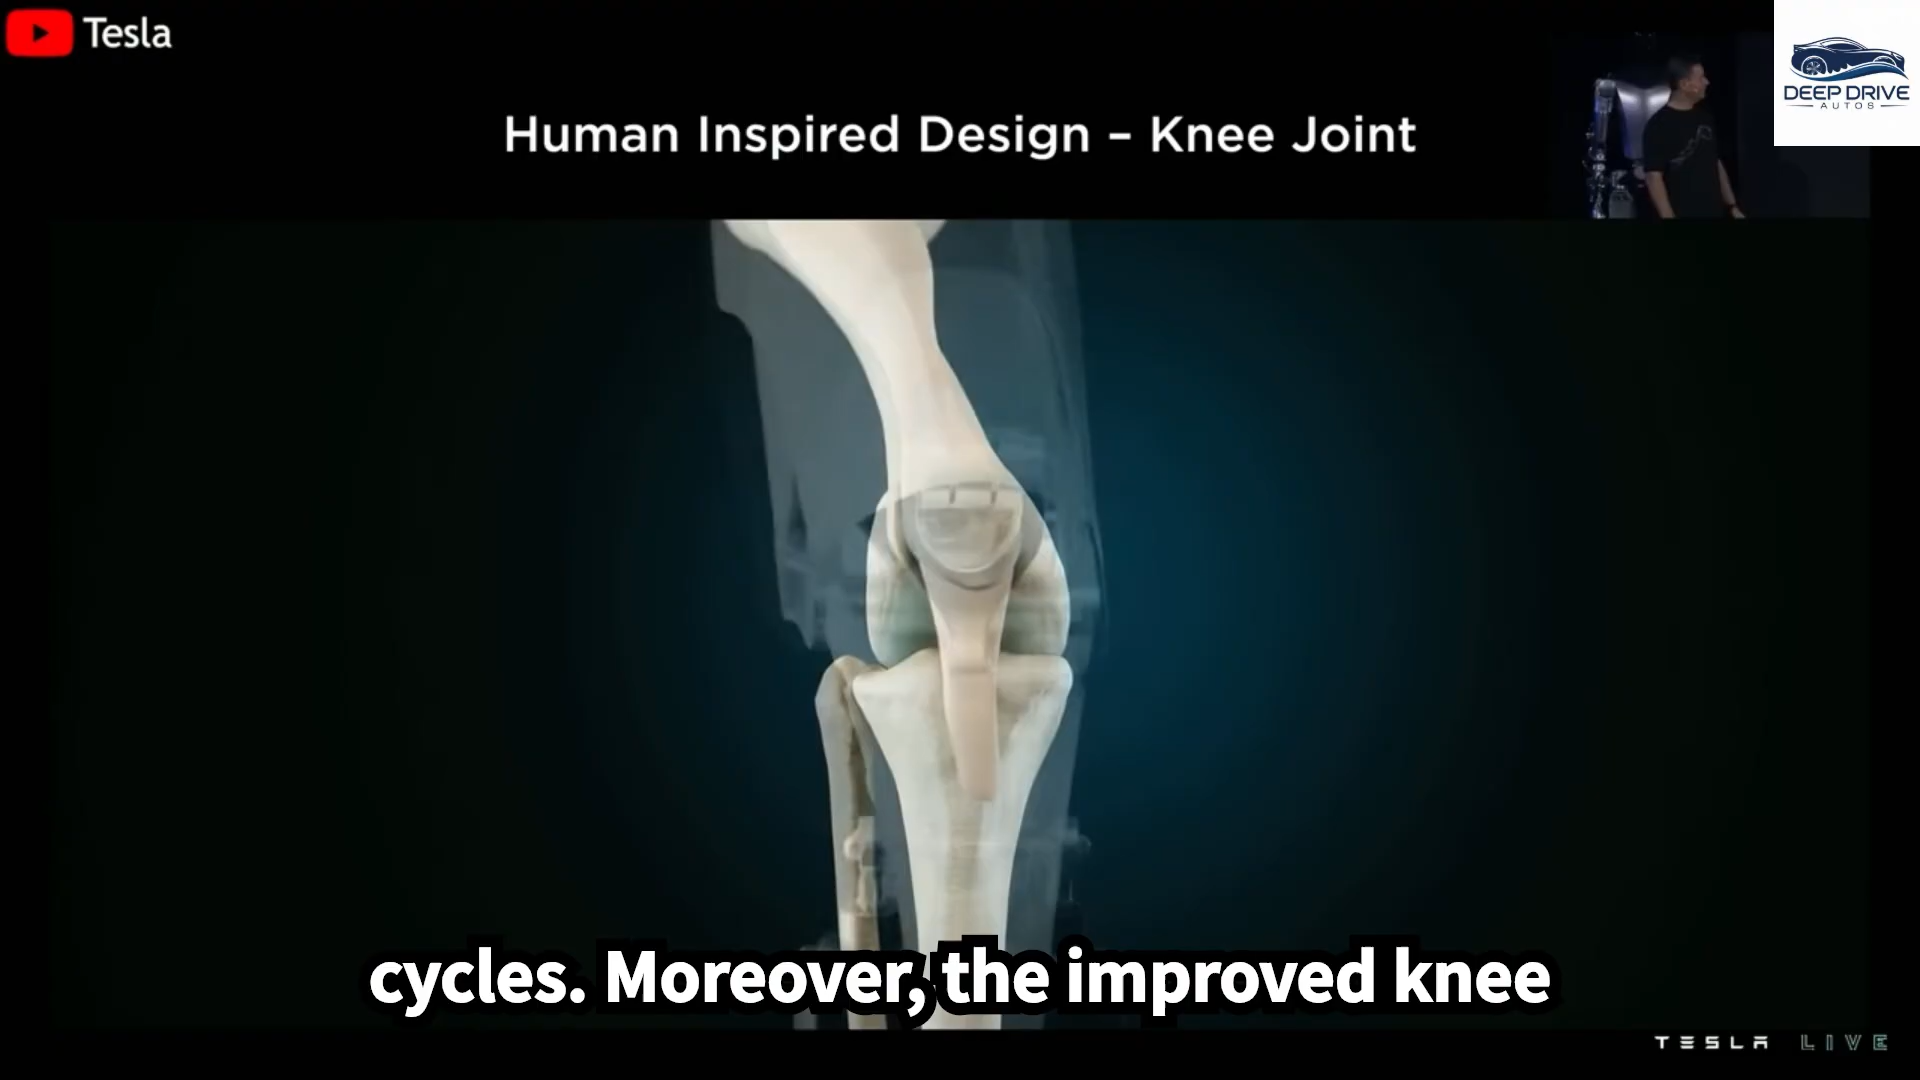 Tesla
DEEP DRIVE
AUTOS
Human Inspired Design – Knee Joint
cycles. Moreover, the improved knee
TESLA LIVE